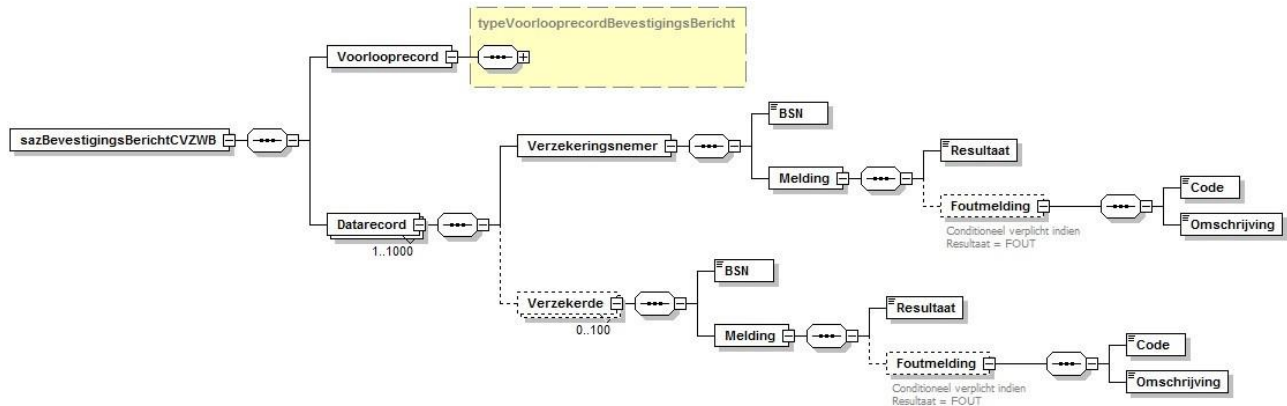 typeVoorlooprecordBevestigingsBericht
Voorlooprecord
sazBevestigingsBerichtCVZWB
BSN
Verzekeringsnemer
Melding
Resultaat
Foutmelding
Conditioneel verplicht indien
Resultaat = FOUT
Code
Omschrijving
Datarecord
1..1000
BSN
Verzekerde
0..100
Melding
Resultaat
Foutmelding
Conditioneel verplicht indien
Resultaat = FOUT
Code
Omschrijving